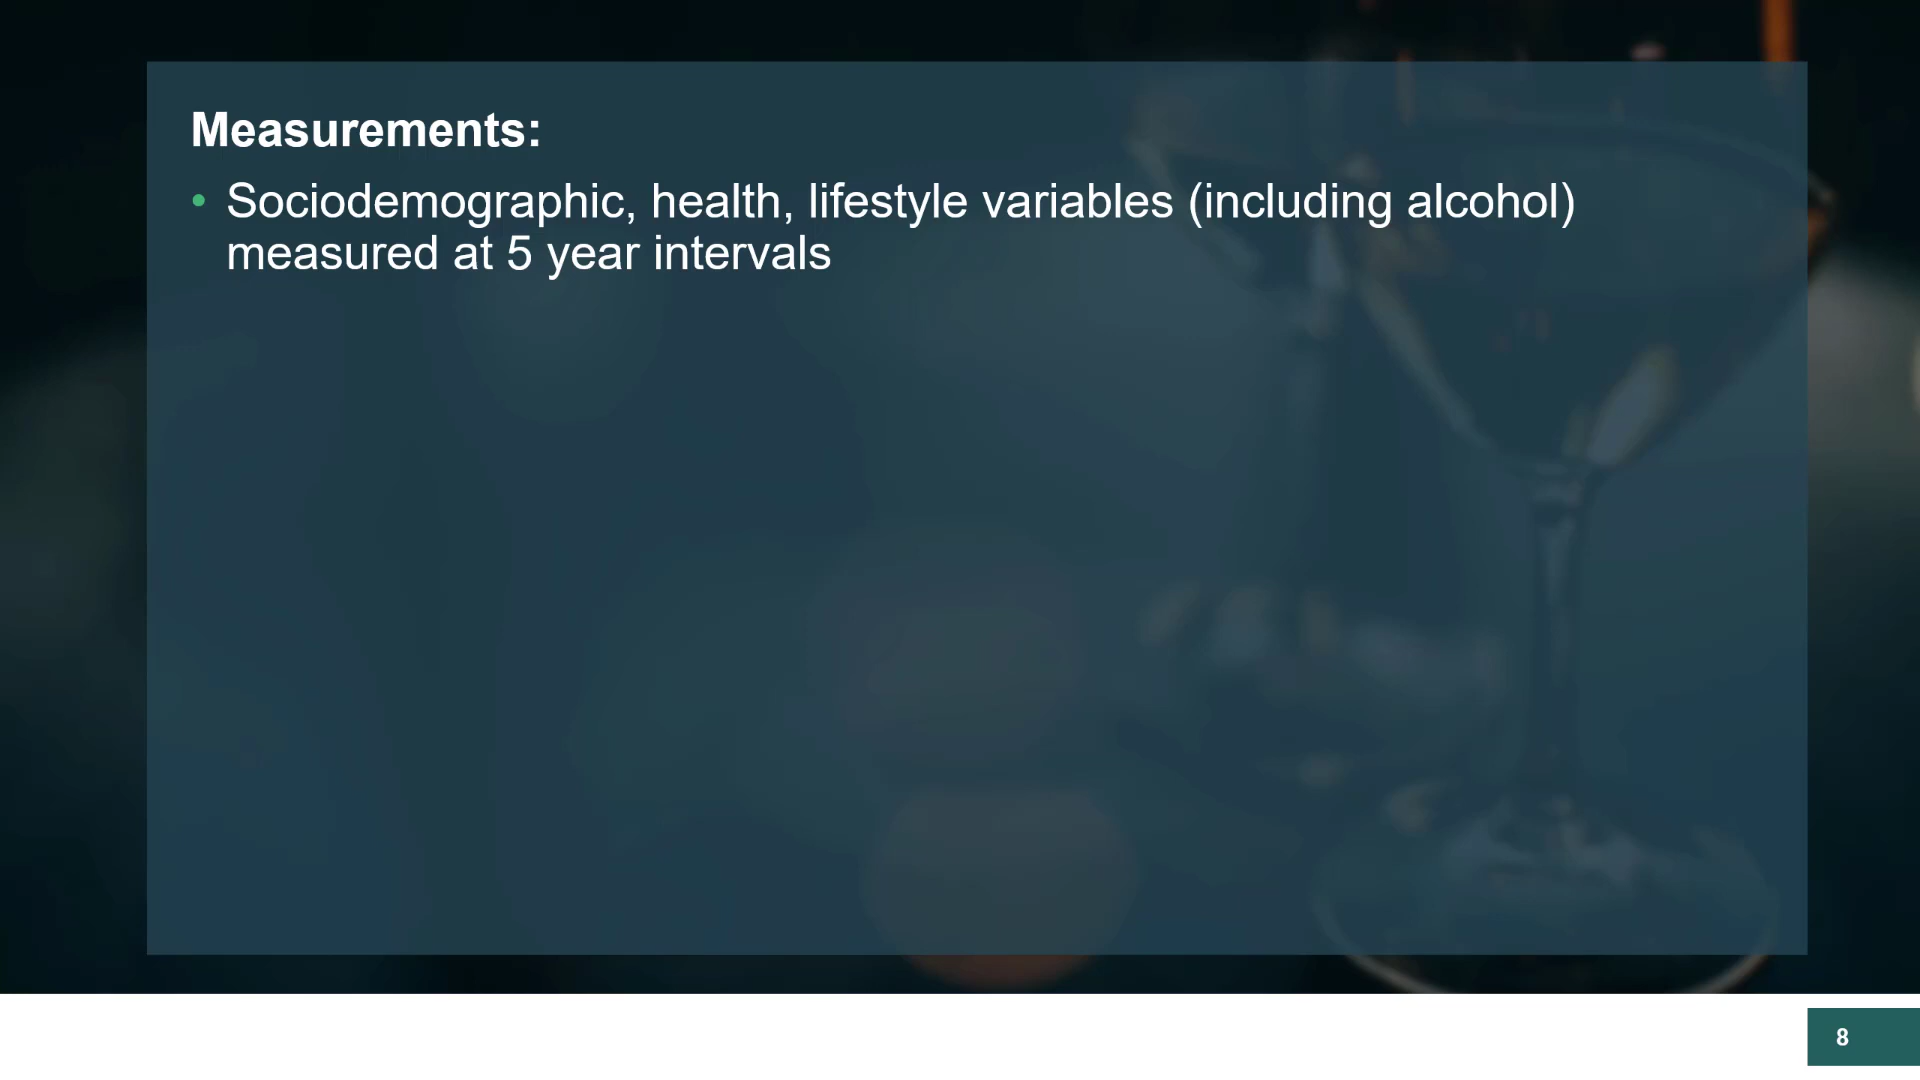 Measurements:
• Sociodemographic, health, lifestyle variables (including alcohol)
measured at 5 year intervals
8